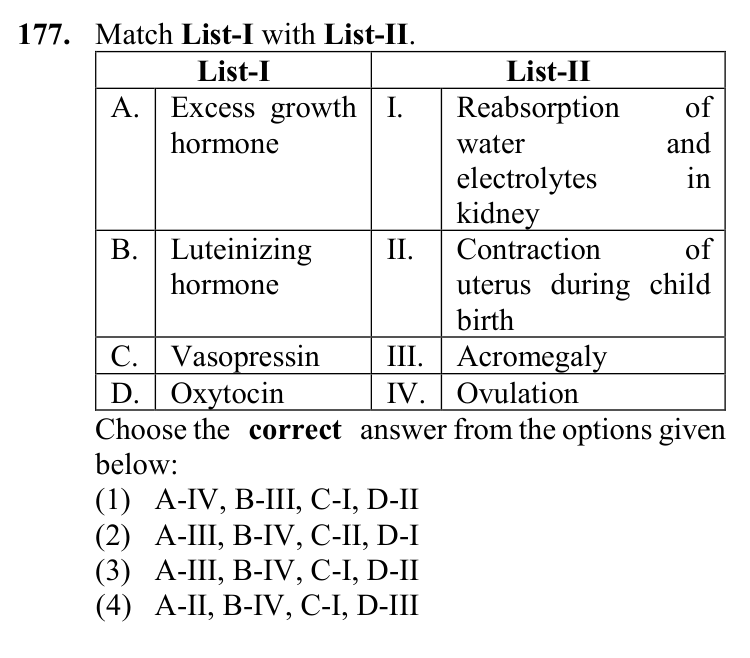 177. Match List-I with List-II.
List-I List-II
A. Excess growth hormone I. Reabsorption of water and electrolytes in kidney
B. Luteinizing hormone II. Contraction of uterus during child birth
C. Vasopressin III. Acromegaly
D. Oxytocin IV. Ovulation
Choose the correct answer from the options given
below:
(1) A-IV, B-III, C-I, D-II
(2) A-III, B-IV, C-II, D-I
(3) A-III, B-IV, C-I, D-II
(4) A-II, B-IV, C-I, D-III